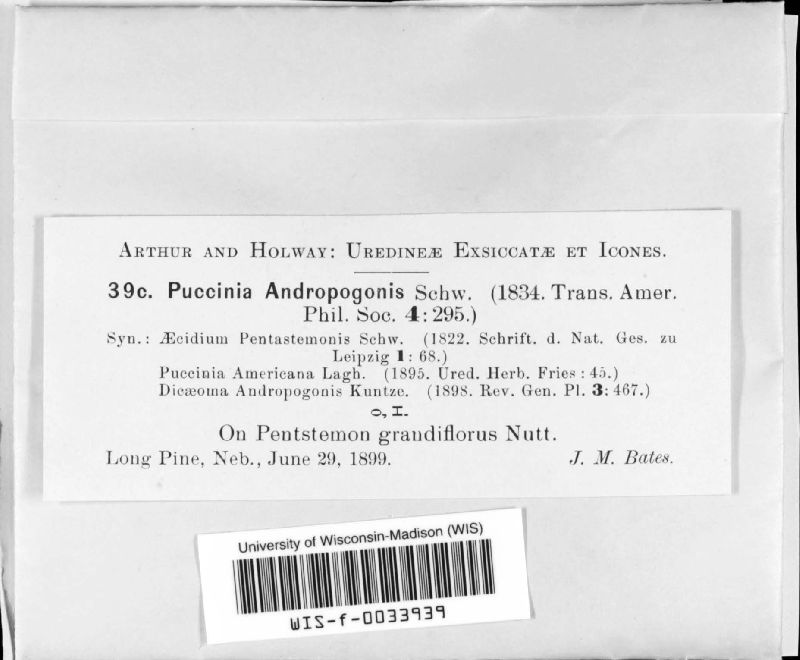 ARTHUR AND HOLWAY: UREDINEÆ EXSICCATÆ ET ICONES.
39c. Puccinia Andropogonis Schw. (1834. Trans. Amer.
Phil. Soc. 4: 295.)
Syn.: Æcidium Pentastemonis Schw. (1822. Schrift. d. Nat. Ges. zu
Leipzig 1: 68.)
Puccinia Americana Lagh. (1895. Ured. Herb. Fries: 45.)
Dicæoma Andropogonis Kuntze. (1898. Rev. Gen. Pl. 3: 467.)
O, I.
On Pentstemon grandiflorus Nutt.
Long Pine, Neb., June 29, 1899. J. M. Bates.
University of Wisconsin-Madison (WIS)
WIS-f-0033939